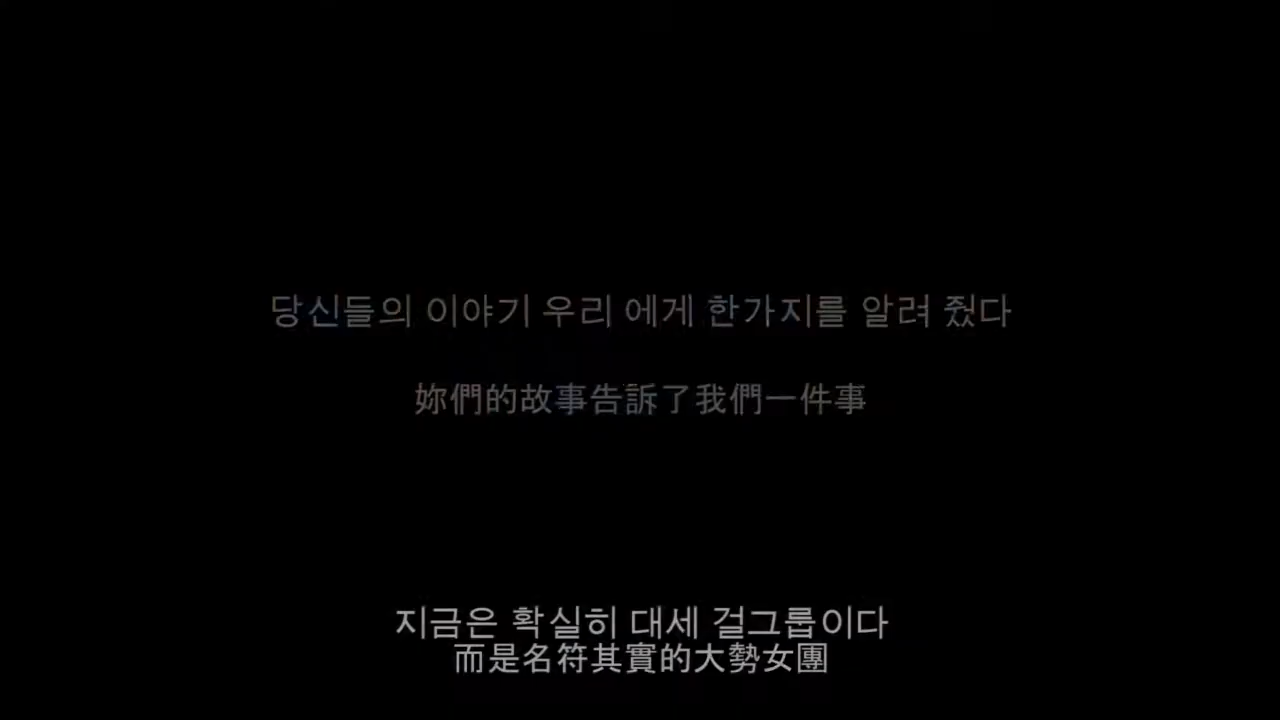 당신들의 이야기 우리 에게 한가지를 알려 줬다
妳們的故事告訴了我們一件事
지금은 확실히 대세 걸그룹이다
而是名符其實的大勢女團